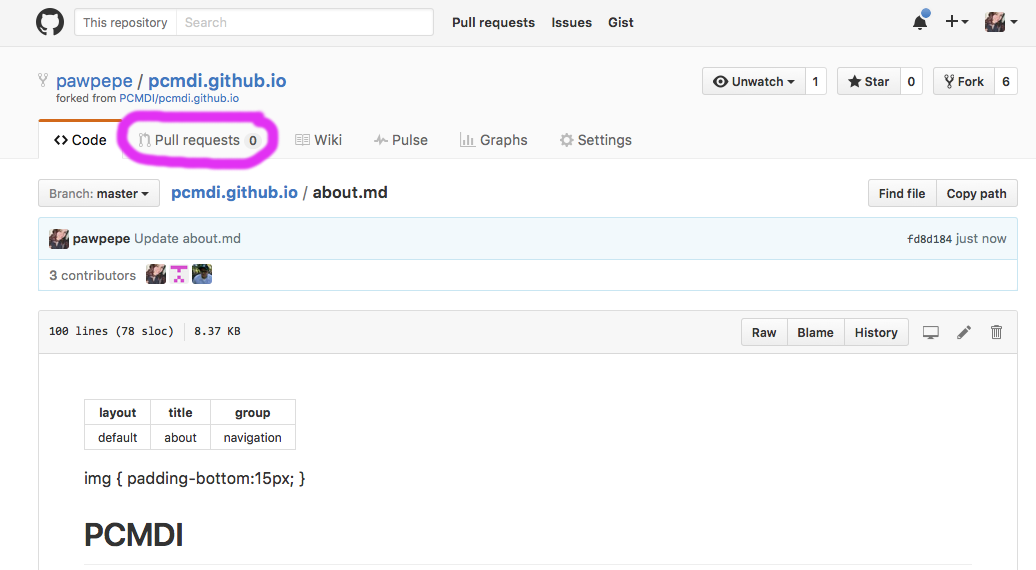 This repository Search Pull requests Issues Gist
pawpepe / pcmdi.github.io Unwatch 1 Star 0 Fork 6
forked from PCMDI/pcmdi.github.io
Code Pull requests 0 Wiki Pulse Graphs Settings
Branch: master pcmdi.github.io / about.md Find file Copy path
pawpepe Update about.md fd8d184 just now
3 contributors
100 lines (78 sloc) 8.37 KB Raw Blame History
layout title group
default about navigation
img { padding-bottom:15px; }
PCMDI